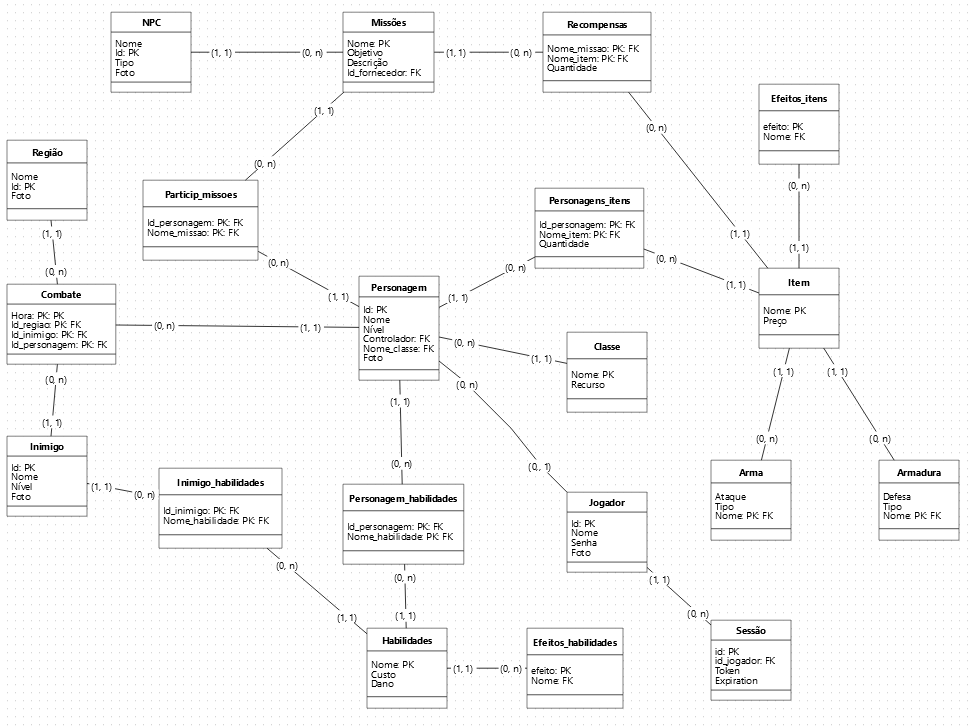 NPC
Nome
Id: PK
Tipo
Foto
(1, 1)
(0, n)
Missões
Nome: PK
Objetivo
Descrição
Id_fornecedor: FK
(1, 1)
(0, n)
Recompensas
Nome_missao: PK: FK
Nome_item: PK: FK
Quantidade
(1, 1)
(0, n)
(0, n)
(1, 1)
Efeitos_itens
efeito: PK
Nome: FK
(0, n)
(1, 1)
Região
Nome
Id: PK
Foto
(1, 1)
(0, n)
Particip_missoes
Id_personagem: PK: FK
Nome_missao: PK: FK
(0, n)
(1, 1)
Personagens_itens
Id_personagem: PK: FK
Nome_item: PK: FK
Quantidade
(0, n)
(1, 1)
(0, n)
(1, 1)
Item
Nome: PK
Preço
(1, 1)
(1, 1)
(0, n)
(0, n)
Combate
Hora: PK: PK
Id_regiao: PK: FK
Id_inimigo: PK: FK
Id_personagem: PK: FK
(0, n)
(1, 1)
(0, n)
(1, 1)
Personagem
Id: PK
Nome
Nível
Controlador: FK
Nome_classe: FK
Foto
(0, n)
(1, 1)
Classe
Nome: PK
Recurso
(0, n)
(0,, 1)
(1, 1)
(0, n)
Inimigo
Id: PK
Nome
Nível
Foto
(1, 1)
(0, n)
Inimigo_habilidades
Id_inimigo: PK: FK
Nome_habilidade: PK: FK
(0, n)
(1, 1)
Personagem_habilidades
Id_personagem: PK: FK
Nome_habilidade: PK: FK
(0, n)
(1, 1)
Jogador
Id: PK
Nome
Senha
Foto
(1, 1)
(0, n)
Arma
Ataque
Tipo
Nome: PK: FK
Armadura
Defesa
Tipo
Nome: PK: FK
Habilidades
Nome: PK
Custo
Dano
(1, 1)
(0, n)
Efeitos_habilidades
efeito: PK
Nome: FK
Sessão
id: PK
id_jogador: FK
Token
Expiration